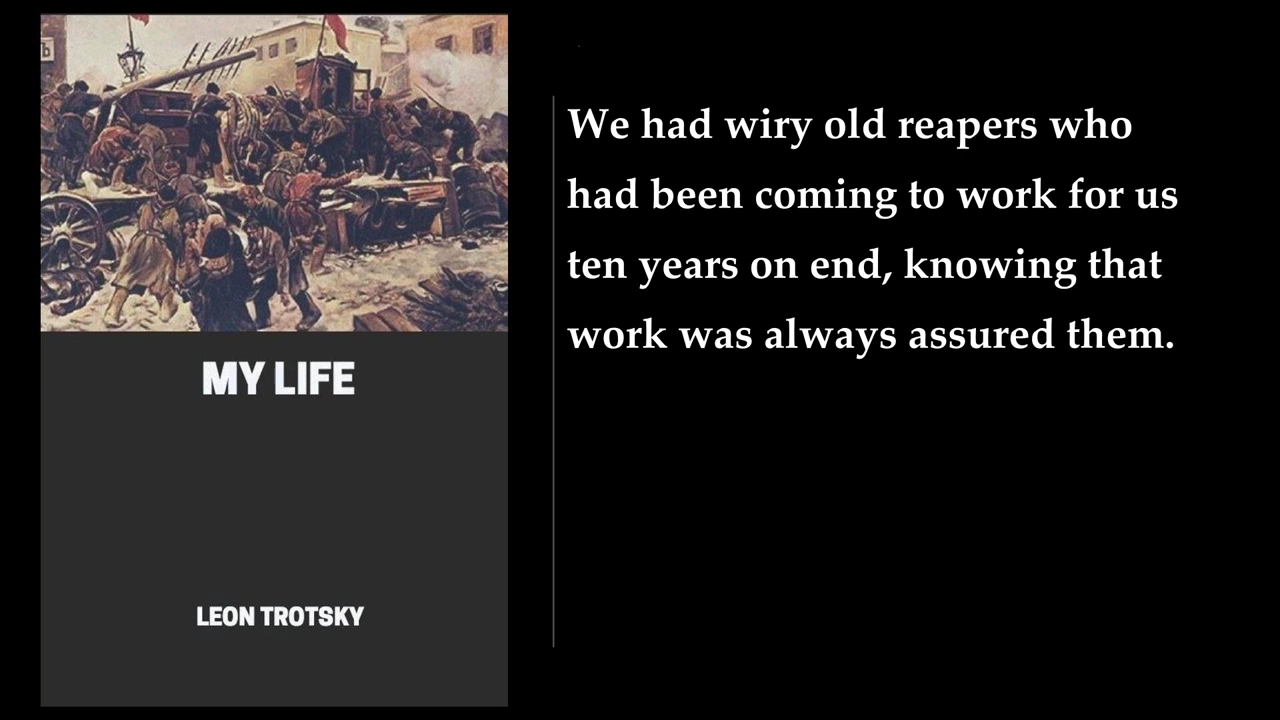 MY LIFE
LEON TROTSKY
We had wiry old reapers who
had been coming to work for us
ten years on end, knowing that
work was always assured them.